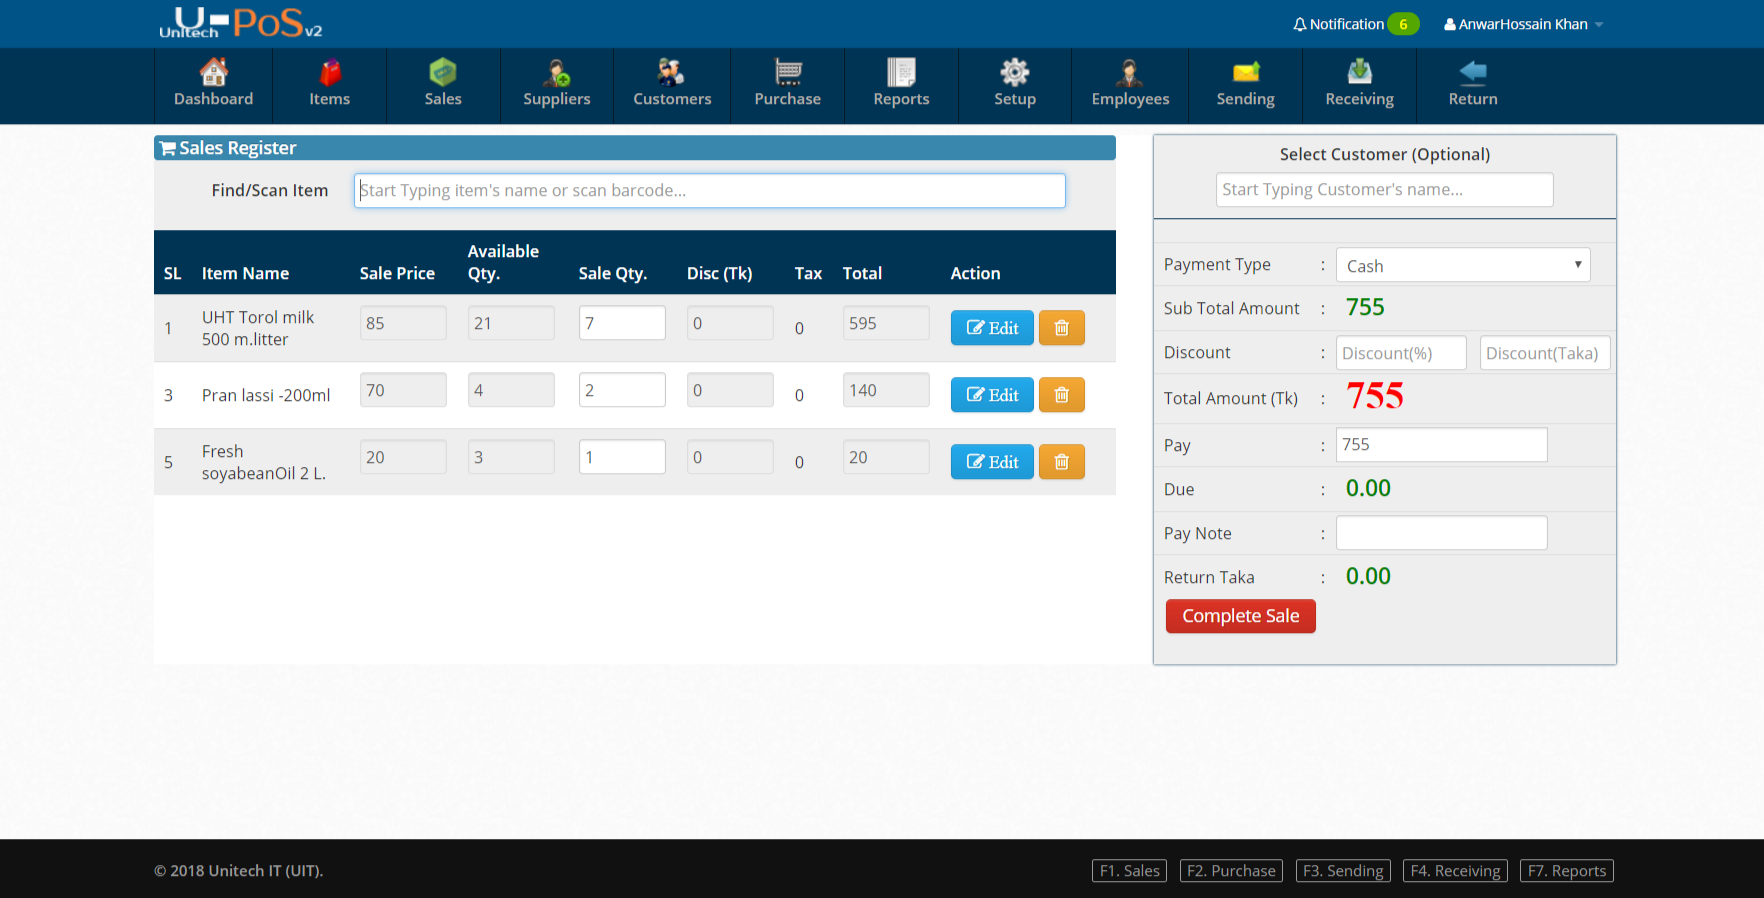 Unitech U-PoS v2
Notification 6
AnwarHossain Khan
Dashboard
Items
Sales
Suppliers
Customers
Purchase
Reports
Setup
Employees
Sending
Receiving
Return
Sales Register
Find/Scan Item
Start Typing item's name or scan barcode...
SL Item Name Sale Price Available Qty. Sale Qty. Disc (Tk) Tax Total Action
1 UHT Torol milk 500 m.litter 85 21 7 0 0 595 Edit
3 Pran lassi -200ml 70 4 2 0 0 140 Edit
5 Fresh soyabeanOil 2 L. 20 3 1 0 0 20 Edit
Select Customer (Optional)
Start Typing Customer's name...
Payment Type : Cash
Sub Total Amount : 755
Discount : Discount(%) Discount(Taka)
Total Amount (Tk) : 755
Pay : 755
Due : 0.00
Pay Note :
Return Taka : 0.00
Complete Sale
© 2018 Unitech IT (UIT).
F1. Sales
F2. Purchase
F3. Sending
F4. Receiving
F7. Reports